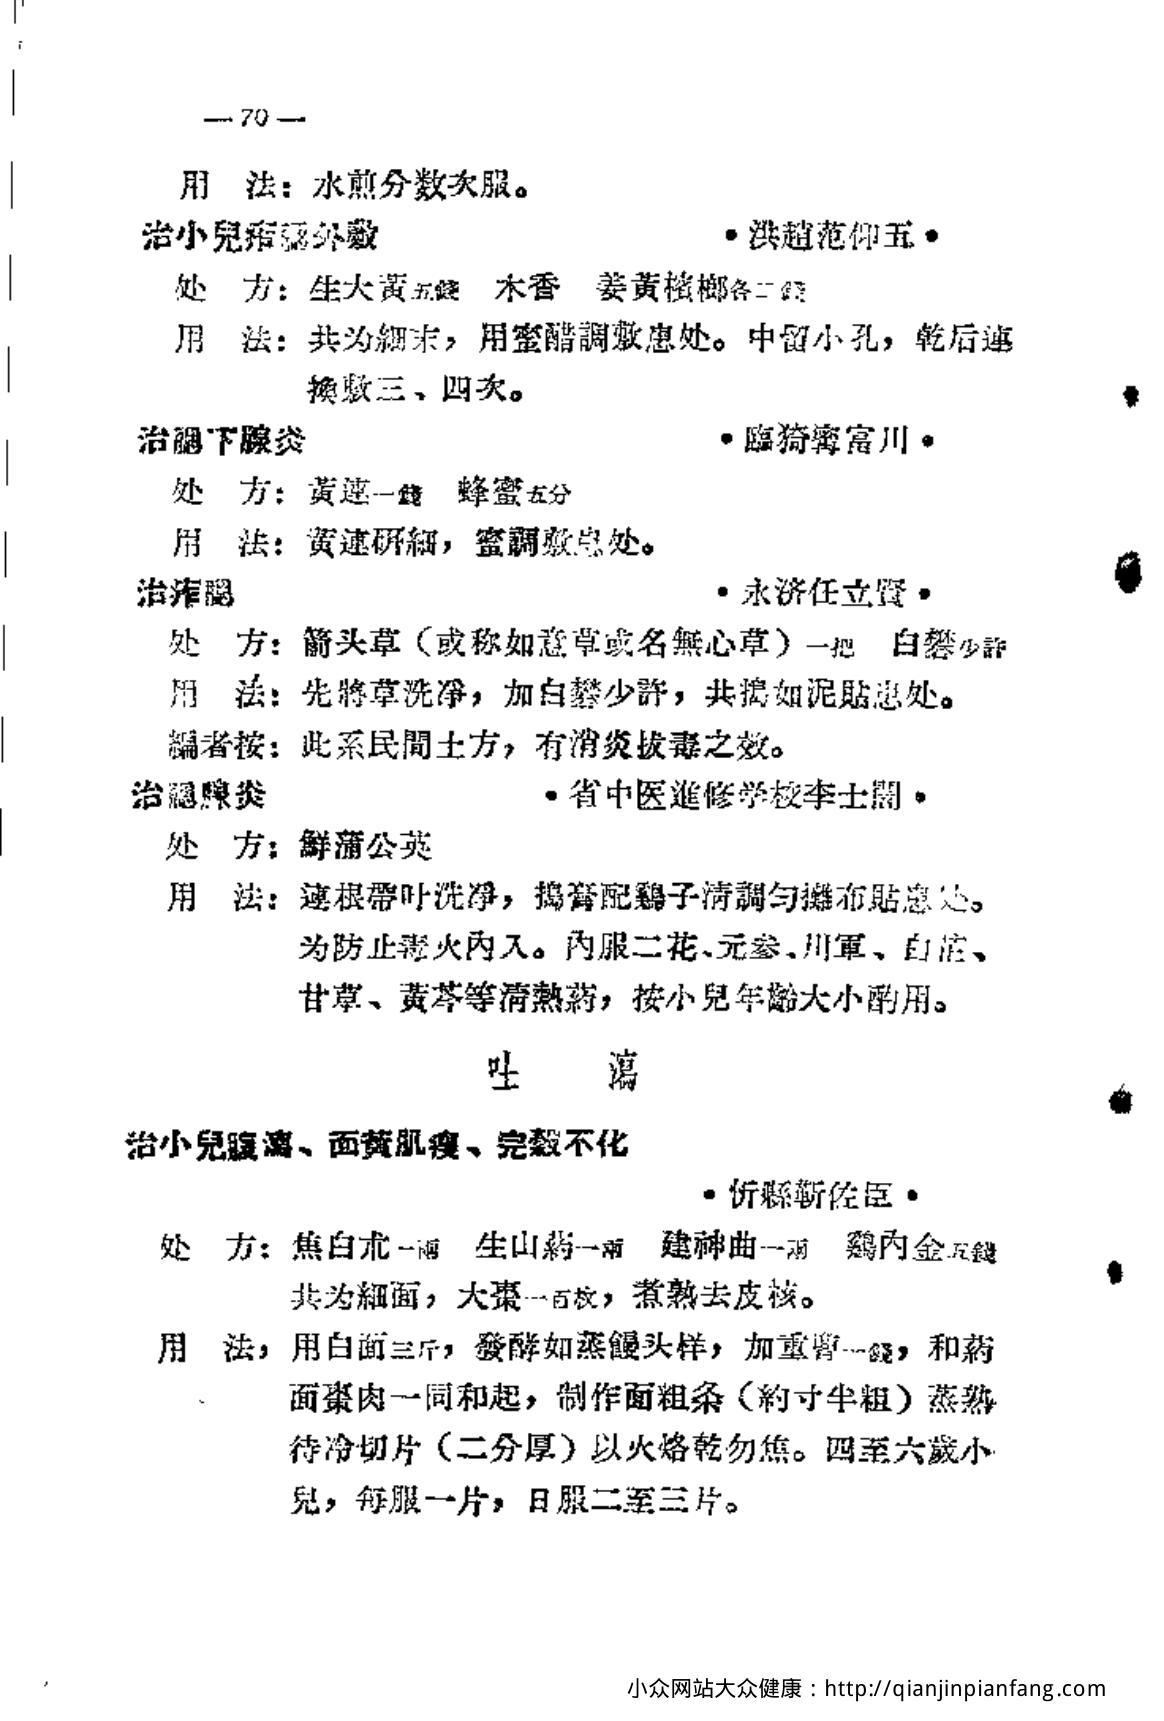 — 70 —
用　法：水煎分数次服。
治小兒痄腮外敷　•洪趙范仰五•
处　方：生大黃五錢　木香　姜黃檳榔各二錢
用　法：共为細末，用蜜醋調敷患处。中留小孔，乾后連
換敷三、四次。
治腮下腺炎　•臨猗　富川•
处　方：黃連一錢　蜂蜜五分
用　法：黃連硏細，蜜調敷患处。
治痄腮　•永济任立賢•
处　方：箭头草（或称如意草或名無心草）一把　白礬少許
用　法：先將草洗凈，加白礬少許，共搗如泥貼患处。
編者按：此系民間土方，有消炎拔毒之效。
治腮腺炎　•省中医進修学校李士　•
处　方：鮮蒲公英
用　法：連根帶叶洗凈，搗膏配鷄子清調匀攤布貼患处。
为防止毒火內入。內服二花、元参、川軍、白芷、
甘草、黃芩等清熱葯，按小兒年齡大小酌用。
吐　瀉
治小兒腹瀉、面黃肌瘦、完穀不化
•忻縣靳佐臣•
处　方：焦白朮一兩　生山葯一兩　建神曲一兩　鷄內金五錢
共为細面，大棗一百枚，煮熟去皮核。
用　法，用白面三斤，發酵如蒸饅头样，加重曹一錢，和葯
面棗肉一同和起，制作面粗条（約寸半粗）蒸熟
待冷切片（二分厚）以火烙乾勿焦。四至六歲小
兒，每服一片，日服二至三片。
小众网站大众健康：http://qianjinpianfang.com